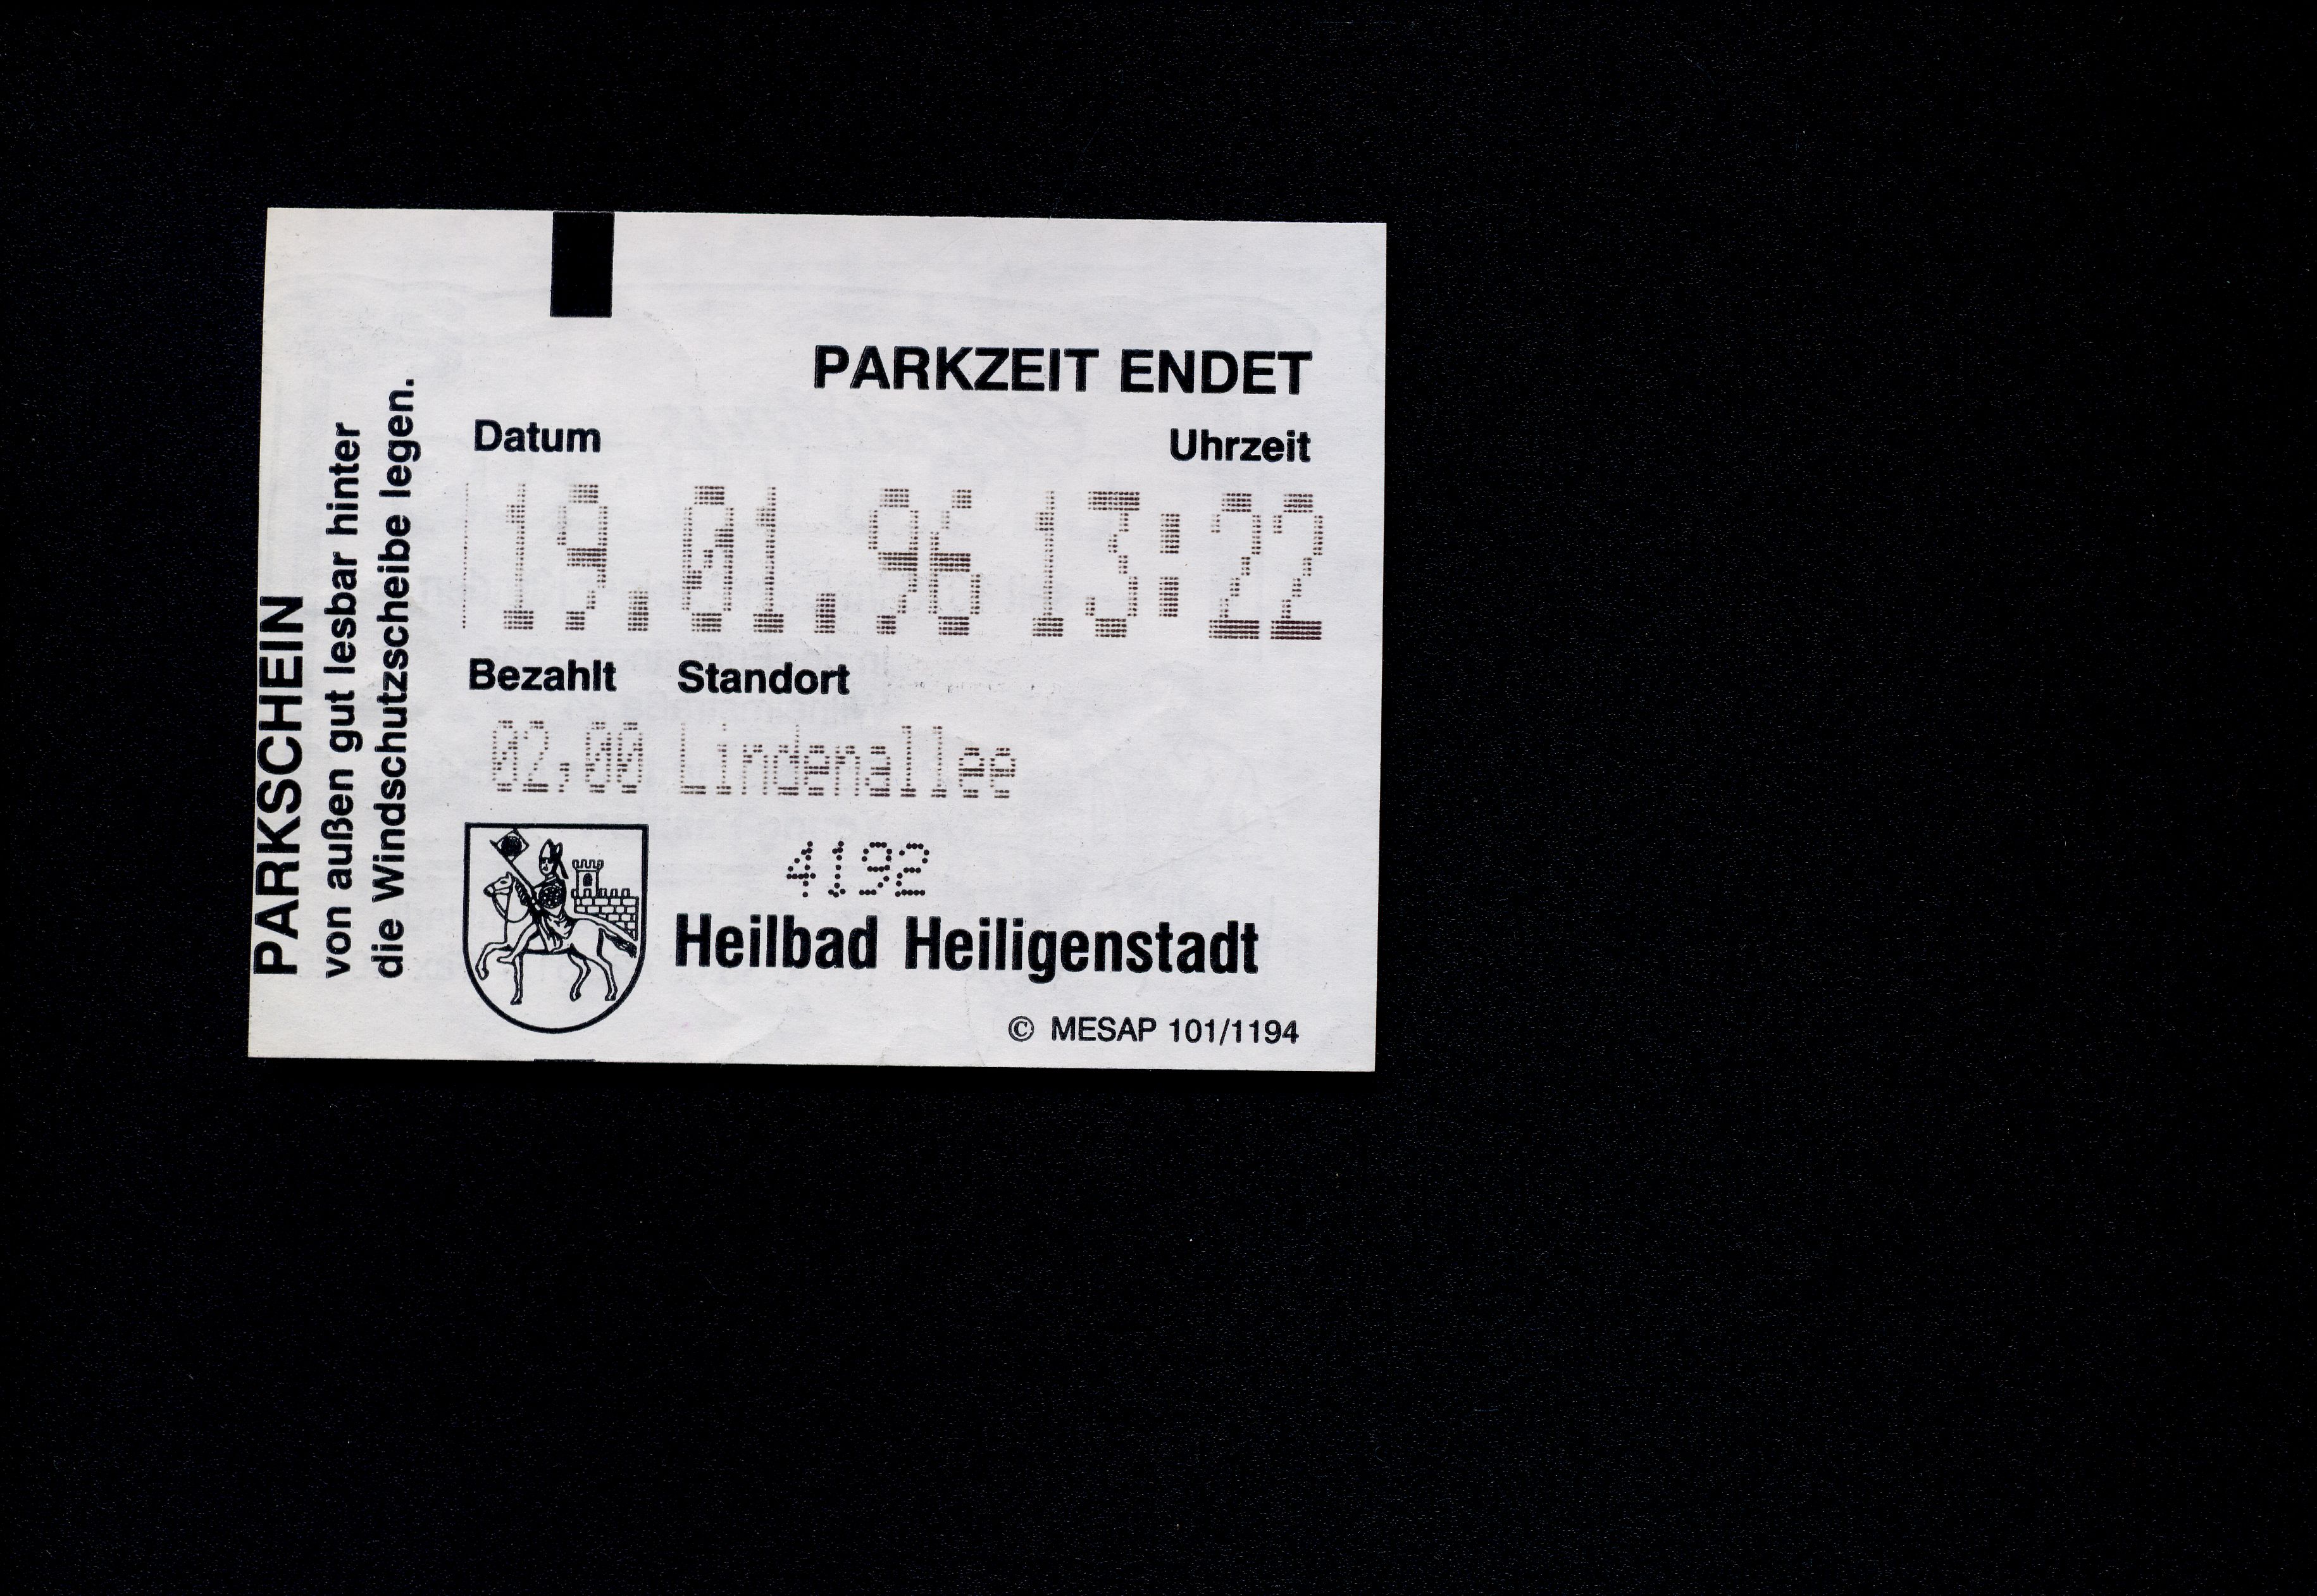 PARKSCHEIN
von außen gut lesbar hinter
die Windschutzscheibe legen.
PARKZEIT ENDET
Datum Uhrzeit
19.01.96 13:22
Bezahlt Standort
02,00 Lindenallee
4192
Heilbad Heiligenstadt
© MESAP 101/1194